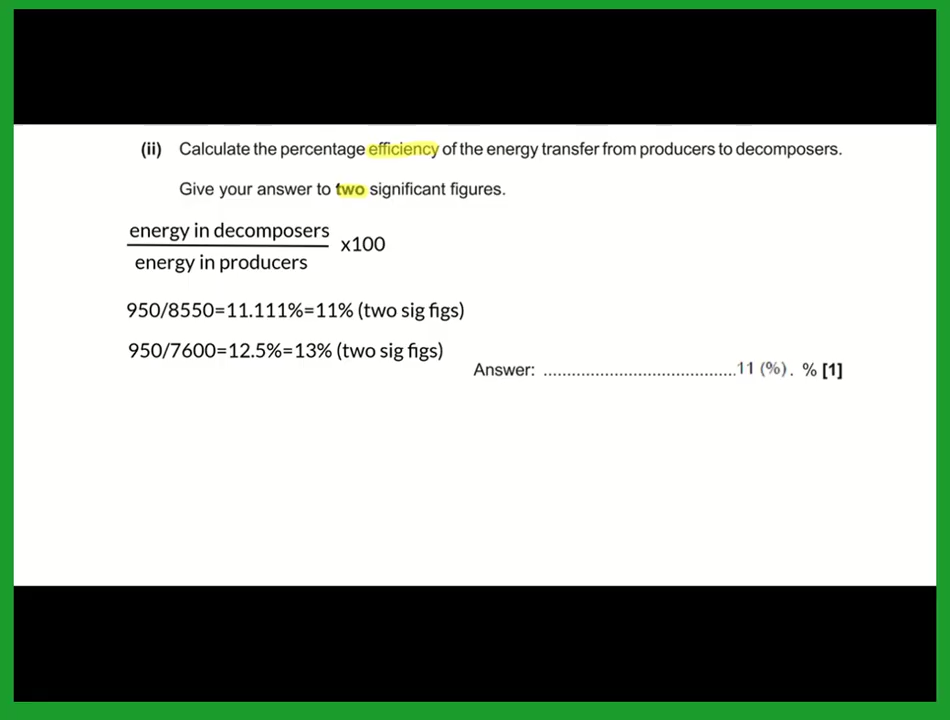 (ii) Calculate the percentage efficiency of the energy transfer from producers to decomposers.
Give your answer to two significant figures.
energy in decomposers
x100
energy in producers
950/8550=11.111%=11% (two sig figs)
950/7600=12.5%=13% (two sig figs)
Answer: ..........................................11 (%) . % [1]